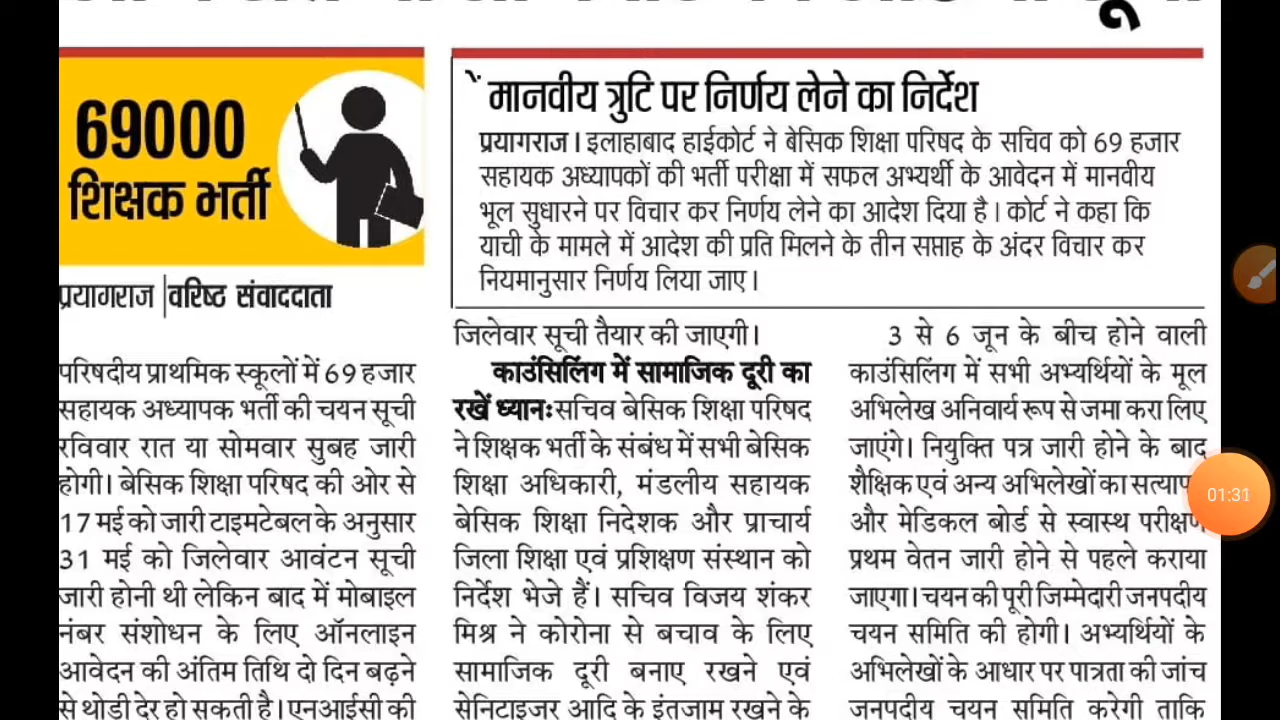 69000
शिक्षक भर्ती
मानवीय त्रुटि पर निर्णय लेने का निर्देश
प्रयागराज। इलाहाबाद हाईकोर्ट ने बेसिक शिक्षा परिषद के सचिव को 69 हजार
सहायक अध्यापकों की भर्ती परीक्षा में सफल अभ्यर्थी के आवेदन में मानवीय
भूल सुधारने पर विचार कर निर्णय लेने का आदेश दिया है। कोर्ट ने कहा कि
याची के मामले में आदेश की प्रति मिलने के तीन सप्ताह के अंदर विचार कर
नियमानुसार निर्णय लिया जाए।
प्रयागराज | वरिष्ठ संवाददाता
परिषदीय प्राथमिक स्कूलों में 69 हजार
सहायक अध्यापक भर्ती की चयन सूची
रविवार रात या सोमवार सुबह जारी
होगी। बेसिक शिक्षा परिषद की ओर से
17 मई को जारी टाइमटेबल के अनुसार
31 मई को जिलेवार आवंटन सूची
जारी होनी थी लेकिन बाद में मोबाइल
नंबर संशोधन के लिए ऑनलाइन
आवेदन की अंतिम तिथि दो दिन बढ़ने
से थोड़ी देर हो सकती है। एनआईसी की
जिलेवार सूची तैयार की जाएगी।
काउंसिलिंग में सामाजिक दूरी का
रखें ध्यानः सचिव बेसिक शिक्षा परिषद
ने शिक्षक भर्ती के संबंध में सभी बेसिक
शिक्षा अधिकारी, मंडलीय सहायक
बेसिक शिक्षा निदेशक और प्राचार्य
जिला शिक्षा एवं प्रशिक्षण संस्थान को
निर्देश भेजे हैं। सचिव विजय शंकर
मिश्र ने कोरोना से बचाव के लिए
सामाजिक दूरी बनाए रखने एवं
सेनिटाइजर आदि के इंतजाम रखने के
3 से 6 जून के बीच होने वाली
काउंसिलिंग में सभी अभ्यर्थियों के मूल
अभिलेख अनिवार्य रूप से जमा करा लिए
जाएंगे। नियुक्ति पत्र जारी होने के बाद
शैक्षिक एवं अन्य अभिलेखों का
और मेडिकल बोर्ड से स्वास्थ परीक्षण
प्रथम वेतन जारी होने से पहले कराया
जाएगा। चयन की पूरी जिम्मेदारी जनपदीय
चयन समिति की होगी। अभ्यर्थियों के
अभिलेखों के आधार पर पात्रता की जांच
जनपदीय चयन समिति करेगी ताकि
01:31